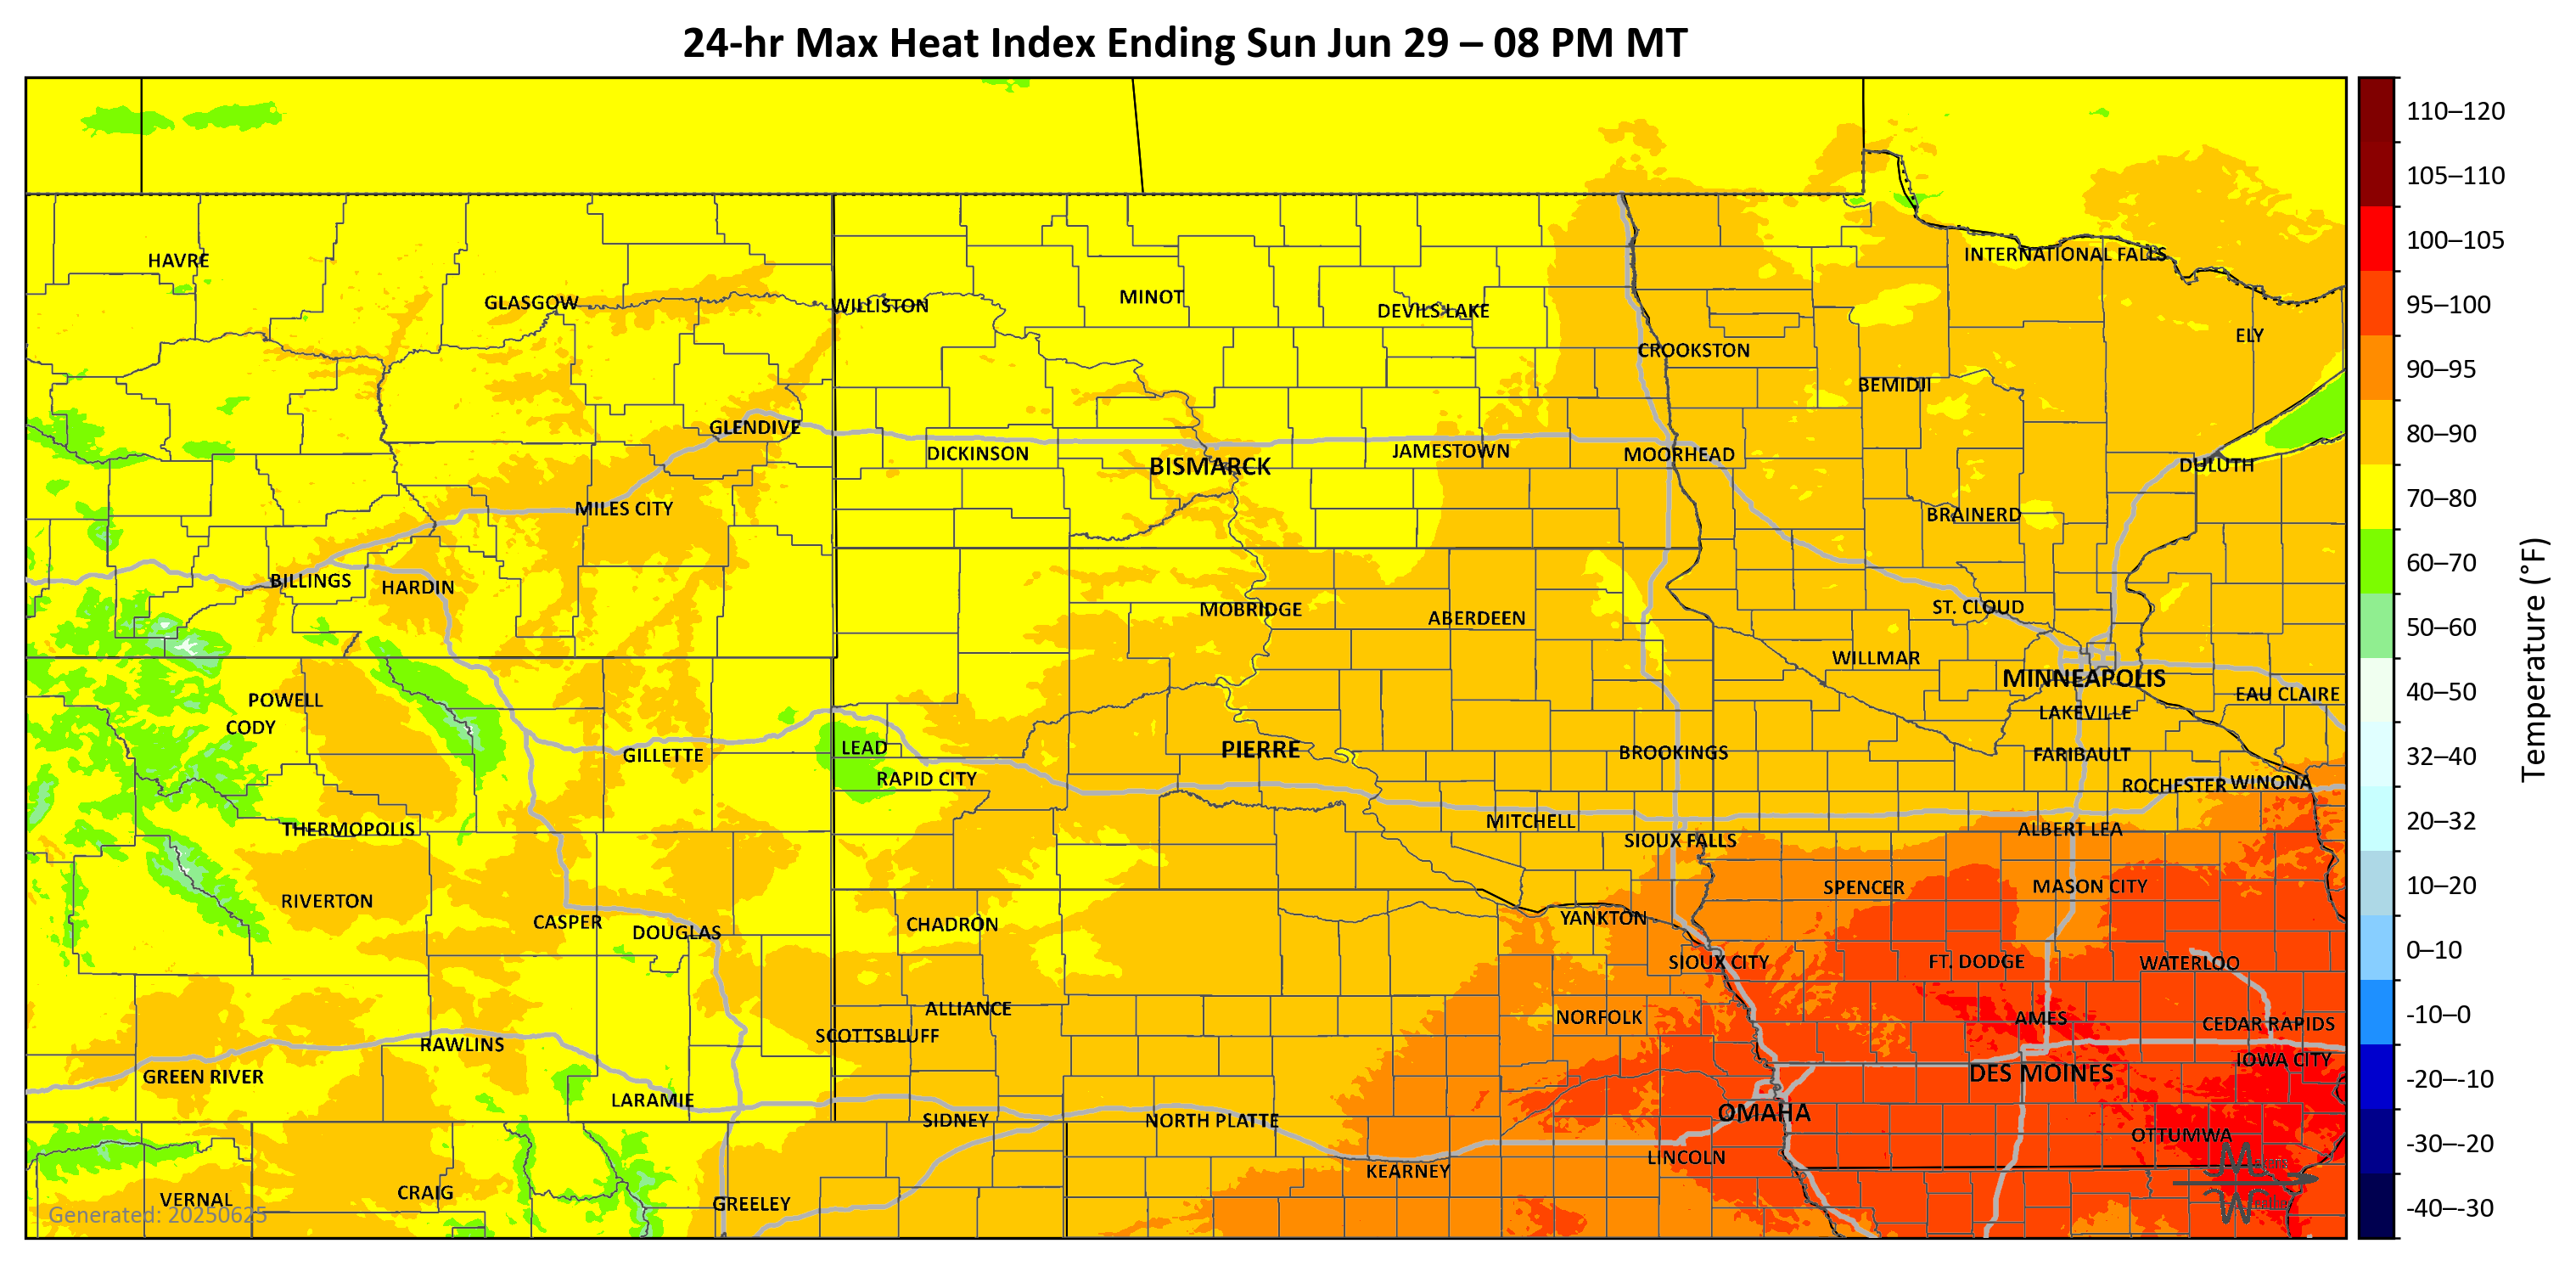 24-hr Max Heat Index Ending Sun Jun 29 – 08 PM MT
110–120
105–110
100–105
95–100
90–95
80–90
70–80
60–70
50–60
40–50
32–40
20–32
10–20
0–10
-10–0
-20–-10
-30–-20
-40–-30
Temperature (°F)
HAVRE
INTERNATIONAL FALLS
GLASGOW
WILLISTON
MINOT
DEVILS LAKE
ELY
CROOKSTON
BEMIDJI
GLENDIVE
DICKINSON
BISMARCK
JAMESTOWN
MOORHEAD
DULUTH
MILES CITY
BRAINERD
BILLINGS
HARDIN
MOBRIDGE
ABERDEEN
ST. CLOUD
WILLMAR
MINNEAPOLIS
EAU CLAIRE
POWELL
CODY
LAKEVILLE
GILLETTE
LEAD
PIERRE
BROOKINGS
FARIBAULT
RAPID CITY
ROCHESTER
WINONA
THERMOPOLIS
MITCHELL
SIOUX FALLS
ALBERT LEA
RIVERTON
SPENCER
MASON CITY
CASPER
DOUGLAS
CHADRON
YANKTON
SIOUX CITY
FT. DODGE
WATERLOO
ALLIANCE
NORFOLK
AMES
CEDAR RAPIDS
SCOTTSBLUFF
RAWLINS
IOWA CITY
GREEN RIVER
DES MOINES
LARAMIE
SIDNEY
NORTH PLATTE
OMAHA
OTTUMWA
KEARNEY
LINCOLN
VERNAL
CRAIG
GREELEY
Generated: 20250625